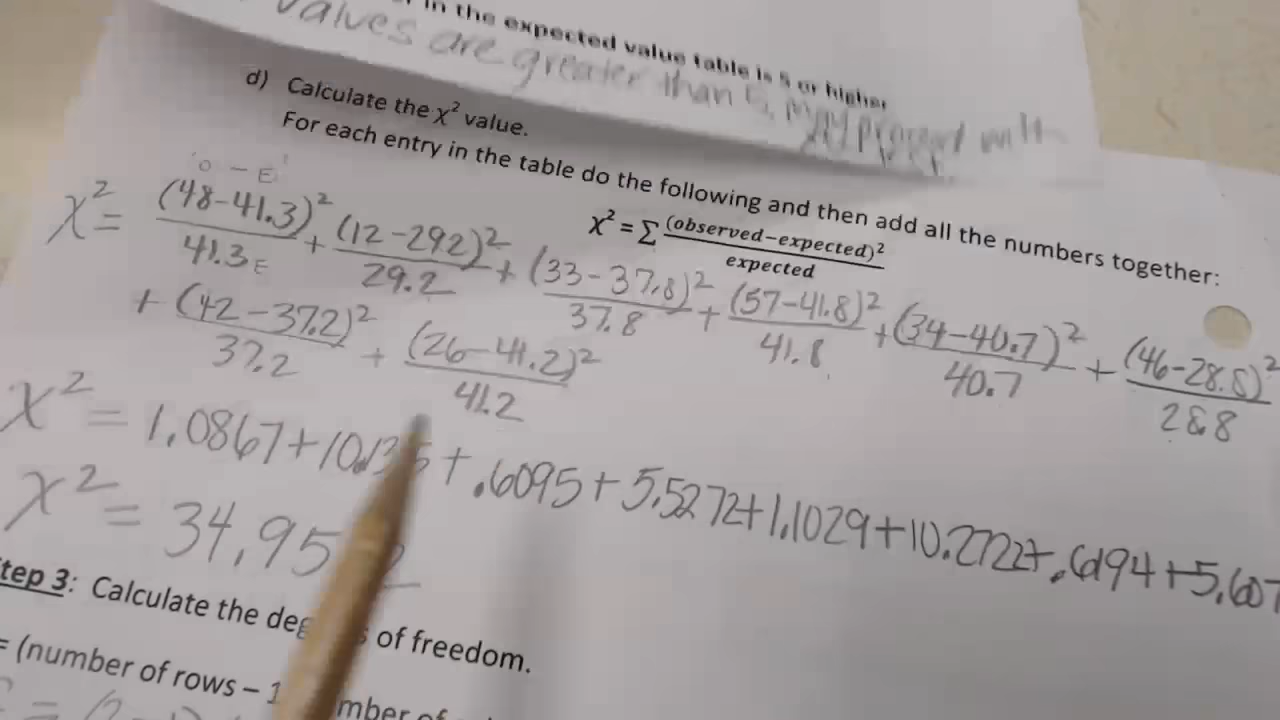 in the expected value table is 5 or higher
values are greater than 5, may proceed with
d) Calculate the χ² value.
For each entry in the table do the following and then add all the numbers together:
χ² = Σ (observed−expected)² / expected
'O - E'
χ² = (48-41.3)² / 41.3 E + (12-29.2)² / 29.2 + (33-37.8)² / 37.8 + (57-41.8)² / 41.8 + (34-40.7)² / 40.7 + (46-28.8)² / 28.8
+ (42-37.2)² / 37.2 + (26-41.2)² / 41.2
χ² = 1.0867+10.135+.6095+5.5272+1.1029+10.2722+.6194+5.607
χ² = 34.95 2
tep 3: Calculate the deg s of freedom.
= (number of rows – 1 mber of